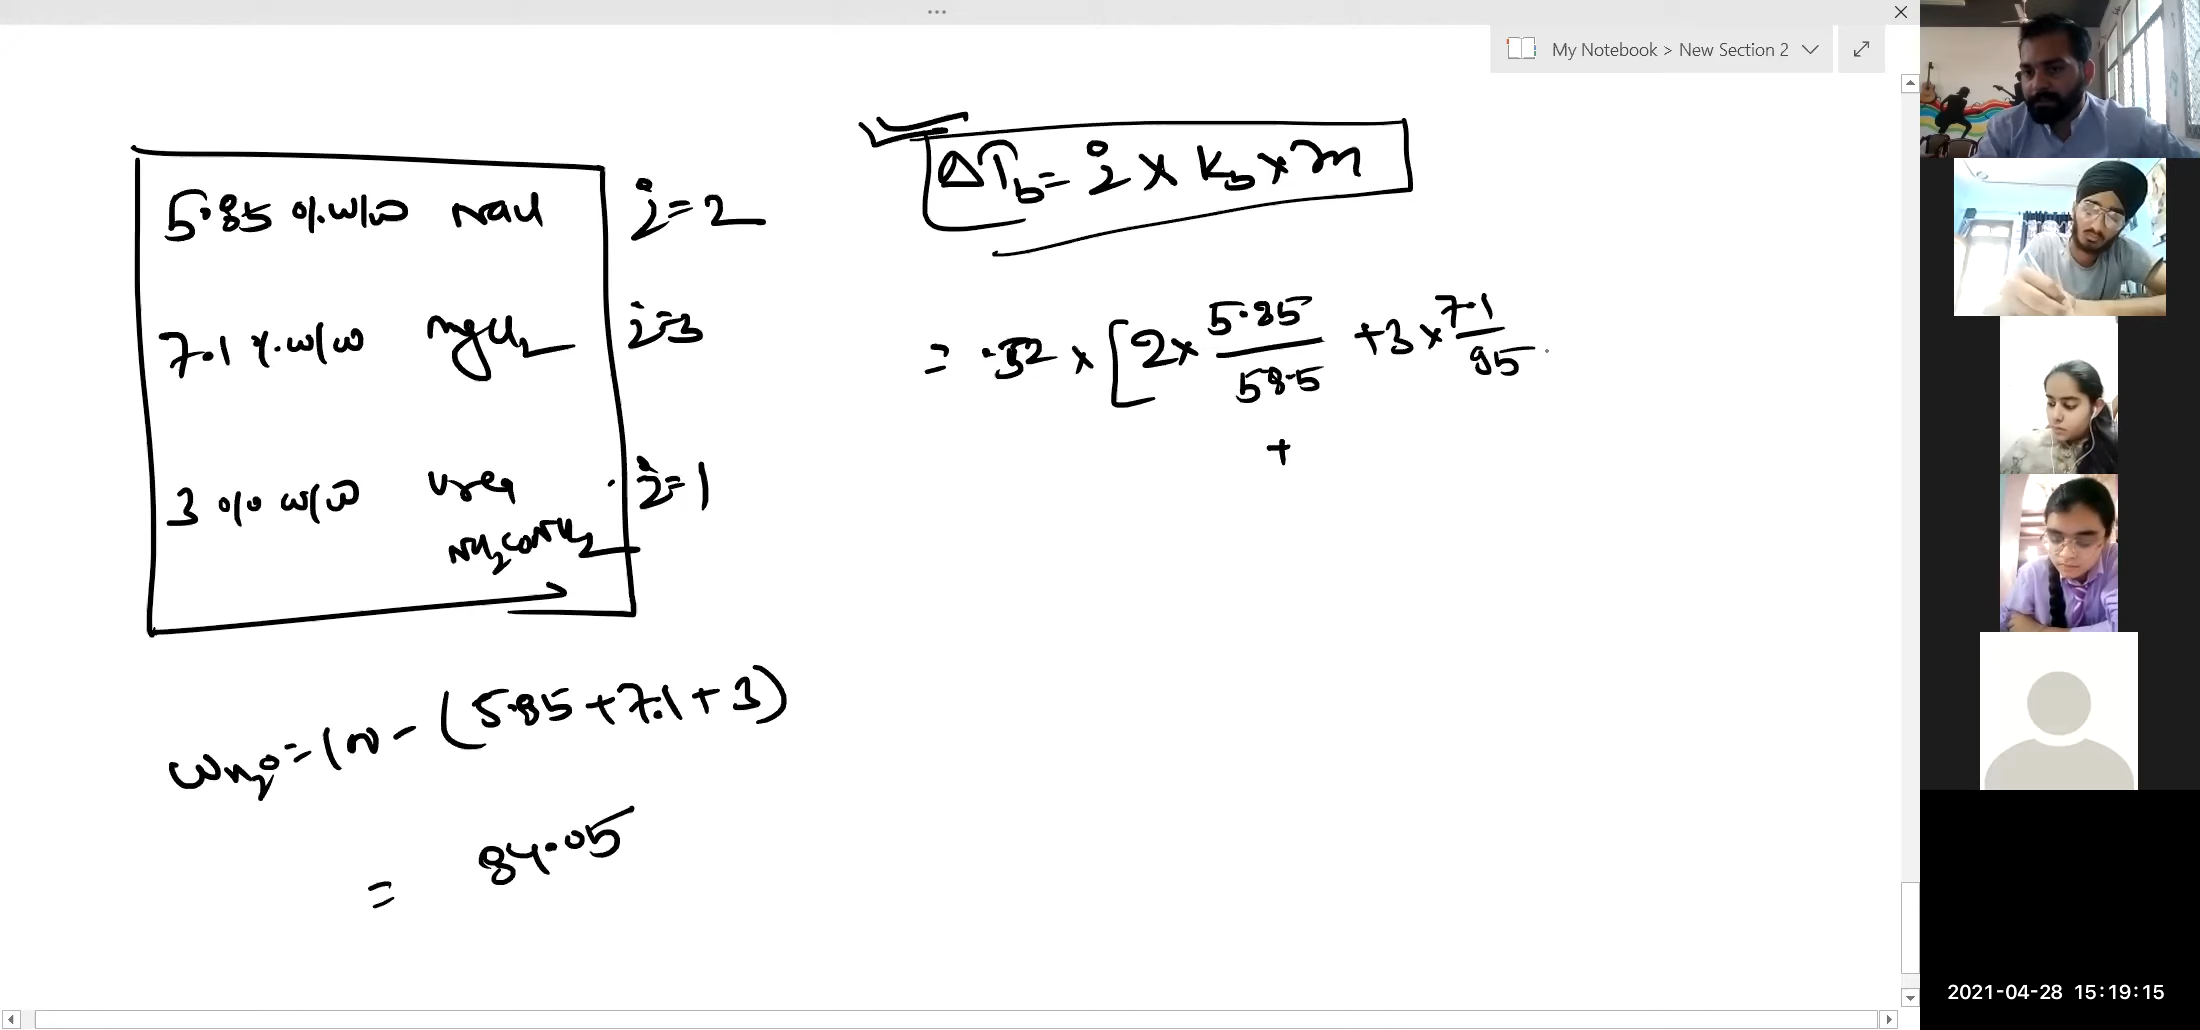 My Notebook > New Section 2
5.85 %.w/w NaCl i=2
7.1 %.w/w MgCl2 i=3
3 % w/w urea i=1
NH2CONH2
WH2O = 100 - (5.85+7.1+3)
= 84.05
ΔTb = i × Kb × m
= .52 × [2 × 5.85/58.5 + 3 × 7.1/95
+
2021-04-28 15:19:15